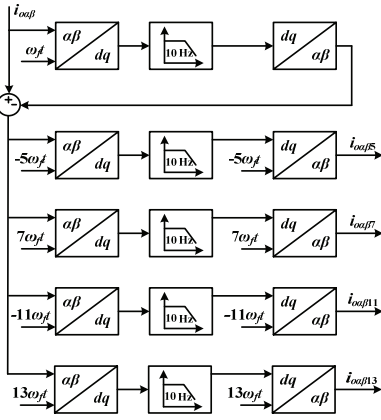 i_oαβ
ω_f t αβ dq 10 Hz dq αβ
+ -
αβ dq 10 Hz dq αβ i_oαβ5
-5ω_f t -5ω_f t
αβ dq 10 Hz dq αβ i_oαβ7
7ω_f t 7ω_f t
αβ dq 10 Hz dq αβ i_oαβ11
-11ω_f t -11ω_f t
αβ dq 10 Hz dq αβ i_oαβ13
13ω_f t 13ω_f t